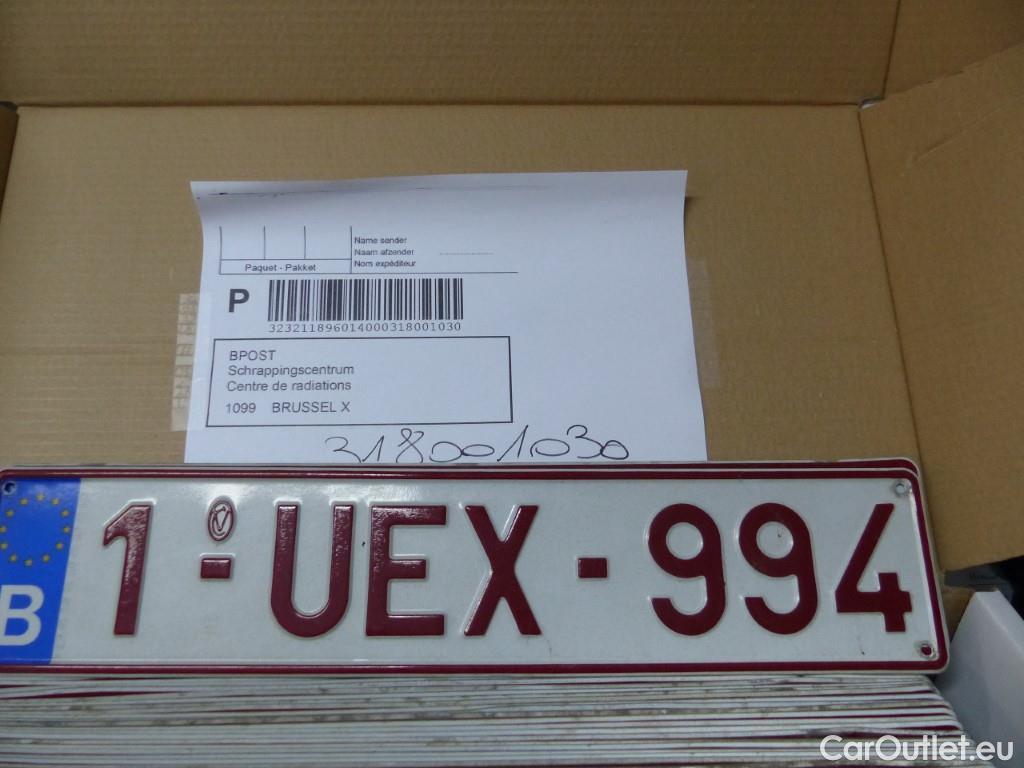 Name sender
Naam afzender
Nom expéditeur
Paquet - Pakket
P
323211896014000318001030
BPOST
Schrappingscentrum
Centre de radiations
1099 BRUSSEL X
318001030
B 1-UEX-994
CarOutlet.eu